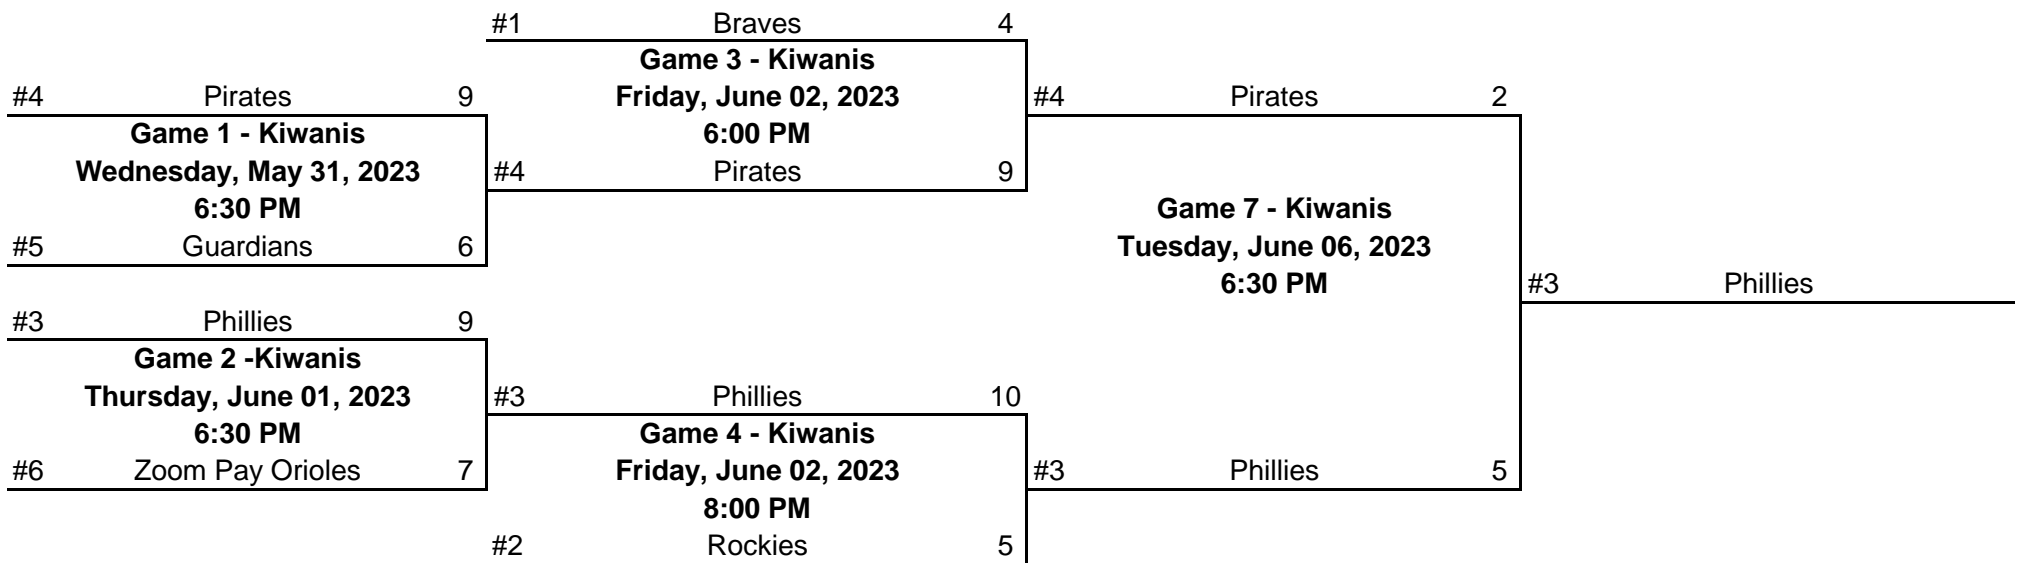 #1 Braves 4
Game 3 - Kiwanis
Friday, June 02, 2023
6:00 PM
#4 Pirates 9
#4 Pirates 9
Game 1 - Kiwanis
Wednesday, May 31, 2023
6:30 PM
#5 Guardians 6
#4 Pirates 2
Game 7 - Kiwanis
Tuesday, June 06, 2023
6:30 PM
#3 Phillies
#3 Phillies 9
Game 2 -Kiwanis
Thursday, June 01, 2023
6:30 PM
#6 Zoom Pay Orioles 7
#3 Phillies 10
Game 4 - Kiwanis
Friday, June 02, 2023
8:00 PM
#2 Rockies 5
#3 Phillies 5